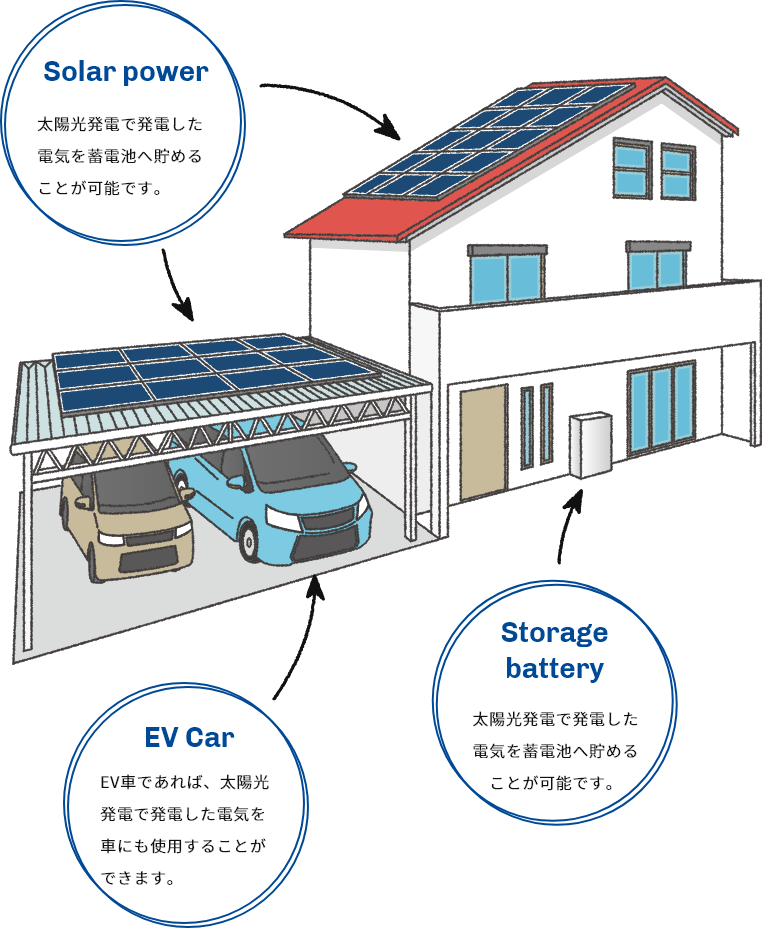 Solar power
太陽光発電で発電した
電気を蓄電池へ貯める
ことが可能です。
Storage
battery
太陽光発電で発電した
電気を蓄電池へ貯める
ことが可能です。
EV Car
EV車であれば、太陽光
発電で発電した電気を
車にも使用することが
できます。